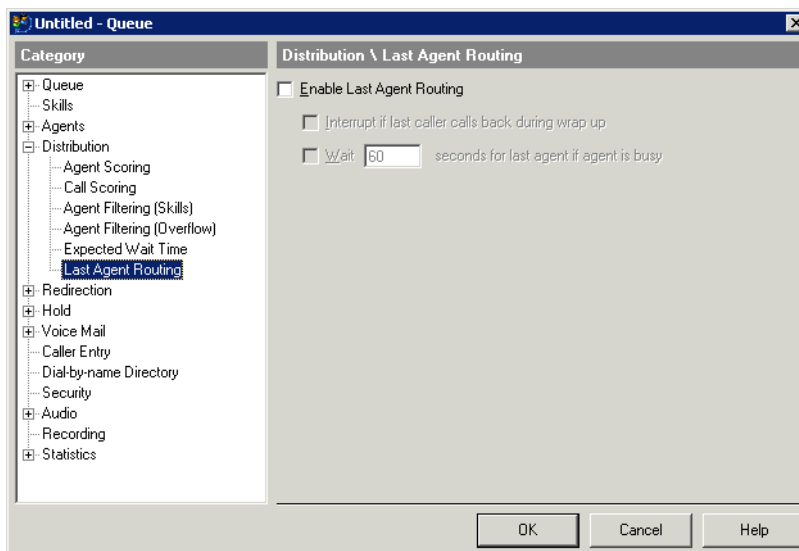 Untitled - Queue
Category
Queue
Skills
Agents
Distribution
Agent Scoring
Call Scoring
Agent Filtering (Skills)
Agent Filtering (Overflow)
Expected Wait Time
Last Agent Routing
Redirection
Hold
Voice Mail
Caller Entry
Dial-by-name Directory
Security
Audio
Recording
Statistics
Distribution \ Last Agent Routing
Enable Last Agent Routing
Interrupt if last caller calls back during wrap up
Wait 60 seconds for last agent if agent is busy
OK Cancel Help